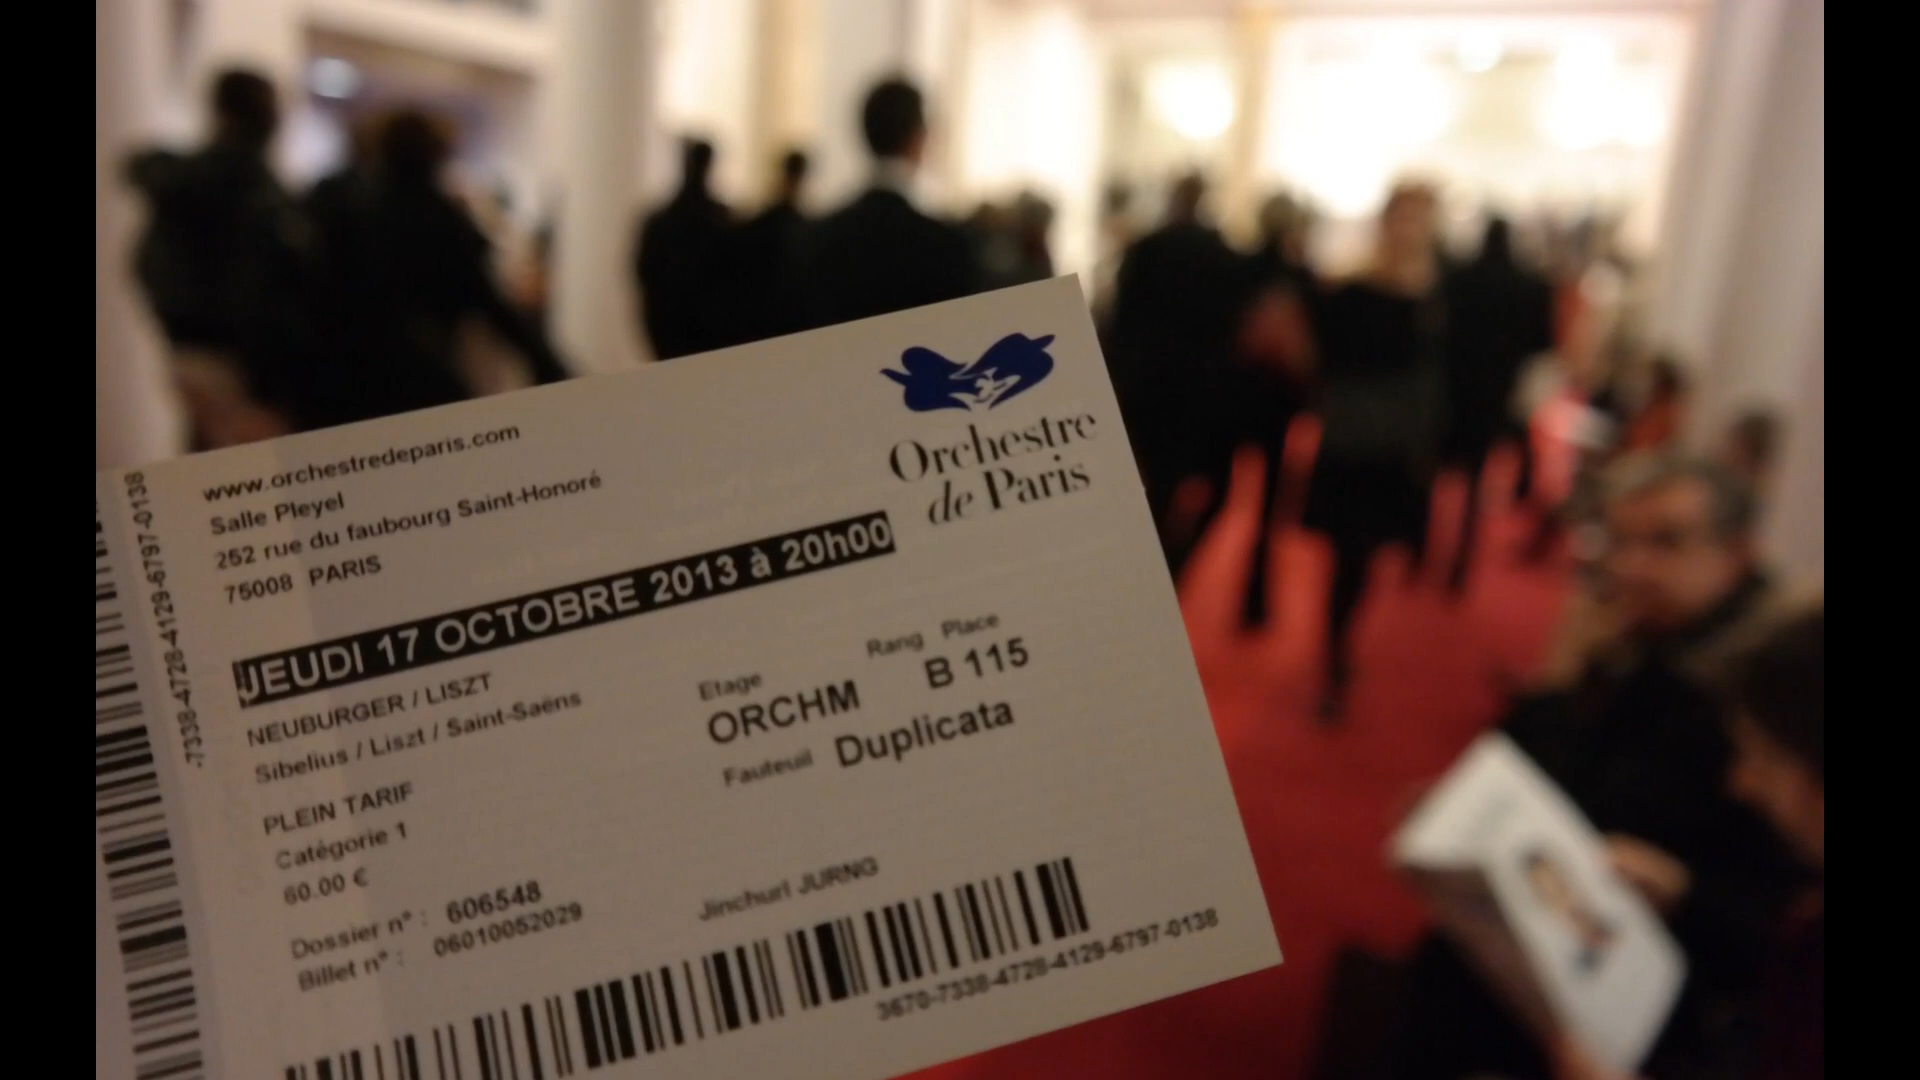 www.orchestredeparis.com
Salle Pleyel
252 rue du faubourg Saint-Honoré
75008 PARIS
Orchestre
de Paris
JEUDI 17 OCTOBRE 2013 à 20h00
NEUBURGER / LISZT
Sibelius / Liszt / Saint-Saëns
Etage Rang Place
ORCHM B 115
Fauteuil Duplicata
PLEIN TARIF
Catégorie 1
60.00 €
Dossier n° : 606548
Billet n° : 06010052029
Jinchurl JURNG
3670-7338-4728-4129-6797-0138
-7338-4728-4129-6797-0138